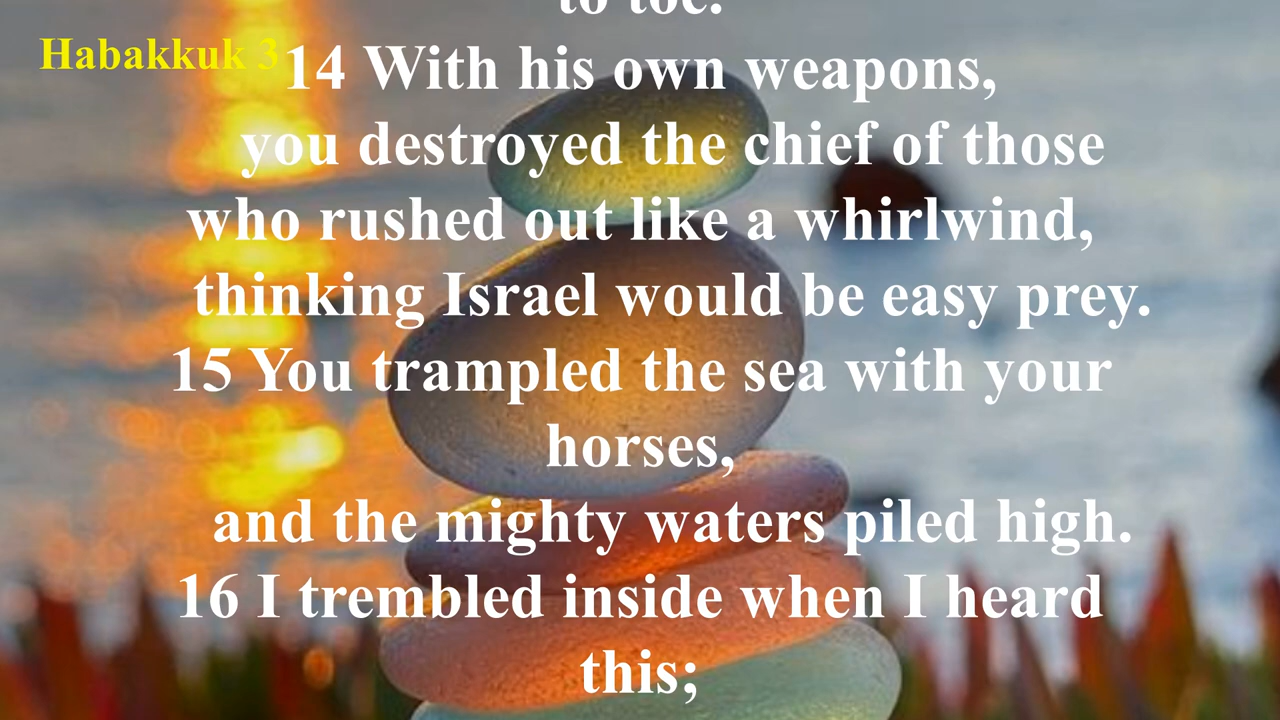 to toe.
Habakkuk 3
14 With his own weapons,
you destroyed the chief of those
who rushed out like a whirlwind,
thinking Israel would be easy prey.
15 You trampled the sea with your
horses,
and the mighty waters piled high.
16 I trembled inside when I heard
this;